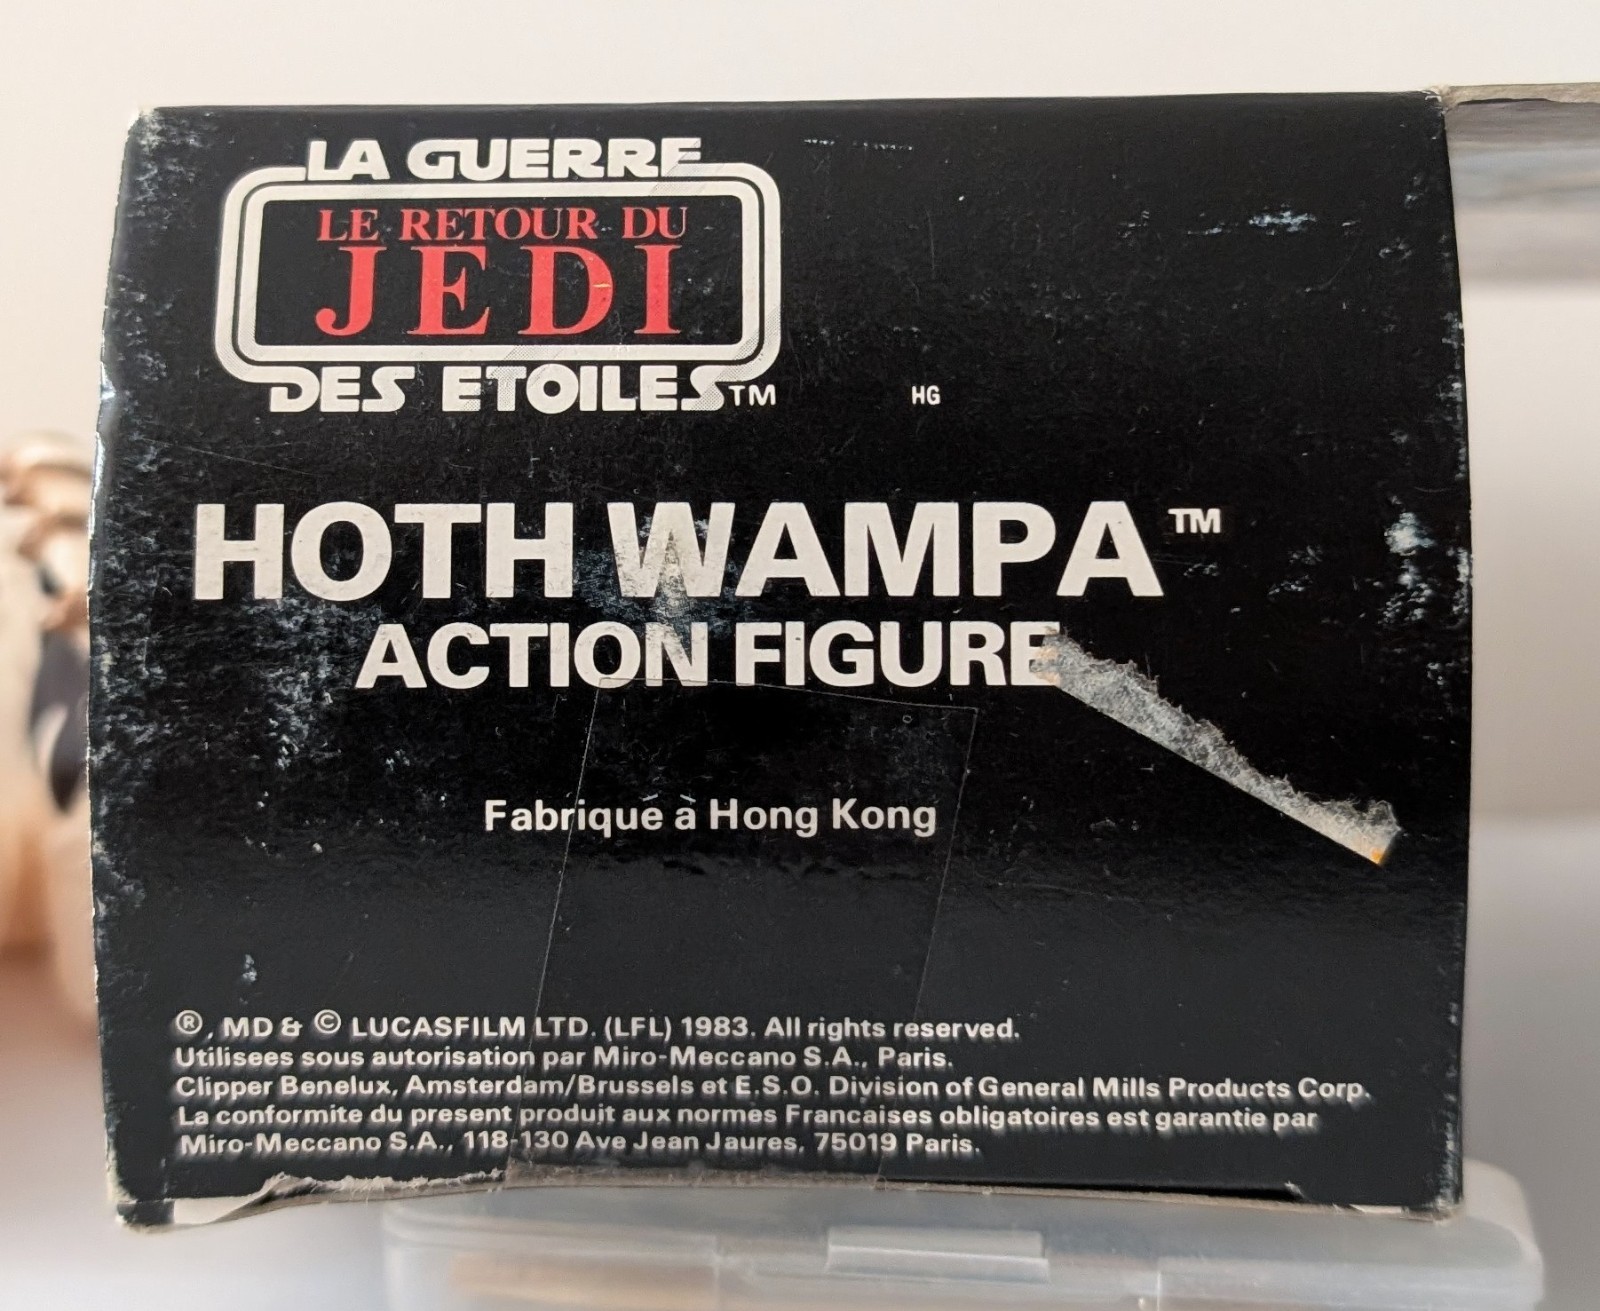 LA GUERRE
LE RETOUR DU
JEDI
DES ETOILES™
HG
HOTH WAMPA™
ACTION FIGURE
Fabrique à Hong Kong
®, MD & © LUCASFILM LTD. (LFL) 1983. All rights reserved.
Utilisees sous autorisation par Miro-Meccano S.A., Paris.
Clipper Benelux, Amsterdam/Brussels et E.S.O. Division of General Mills Products Corp.
La conformite du present produit aux normes Francaises obligatoires est garantie par
Miro-Meccano S.A., 118-130 Ave Jean Jaures, 75019 Paris.